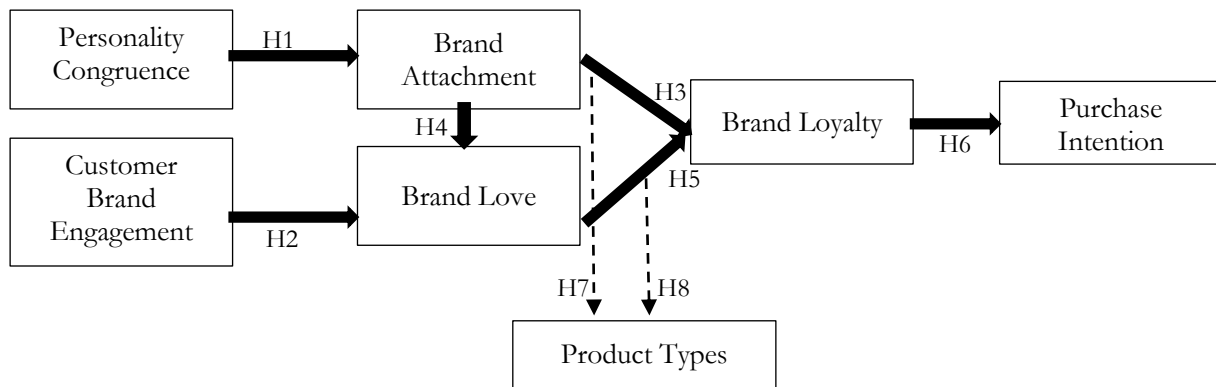 Personality
Congruence
H1
Brand
Attachment
H3
H4
Brand Loyalty
H6
Purchase
Intention
Customer
Brand
Engagement
H2
Brand Love
H5
H7
H8
Product Types